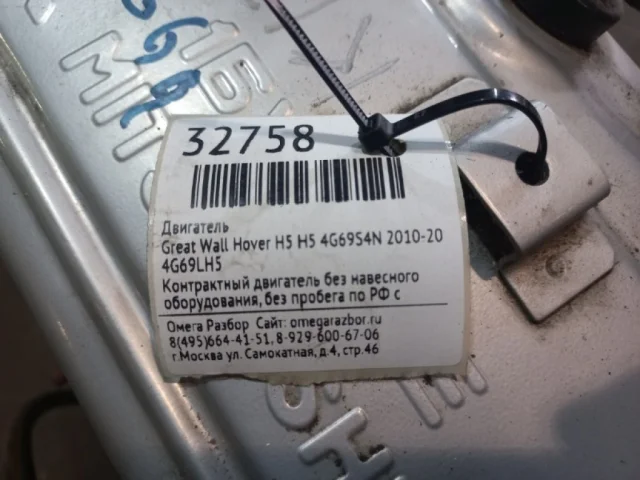 32758
Двигатель
Great Wall Hover H5 H5 4G69S4N 2010-20
4G69LH5
Контрактный двигатель без навесного
оборудования, без пробега по РФ с
Омега Разбор Сайт: omegarazbor.ru
8(495)664-41-51, 8-929-600-67-06
г.Москва ул. Самокатная, д.4, стр.46